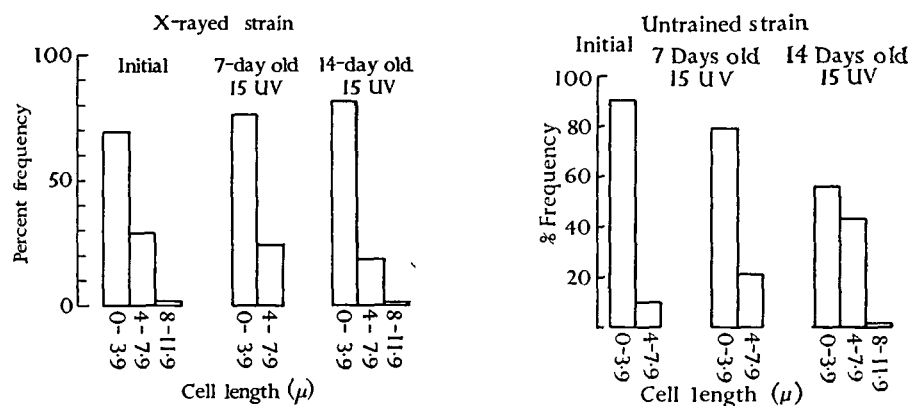 X-rayed strain
Initial
7-day old
15 UV
14-day old
15 UV
Percent frequency
100
50
0
0-3·9
4-7·9
8-11·9
0-3·9
4-7·9
0-3·9
4-7·9
8-11·9
Cell length (μ)
Untrained strain
Initial
7 Days old
15 UV
14 Days old
15 UV
% Frequency
100
80
60
40
20
0-3·9
4-7·9
0-3·9
4-7·9
0-3·9
4-7·9
8-11·9
Cell length (μ)